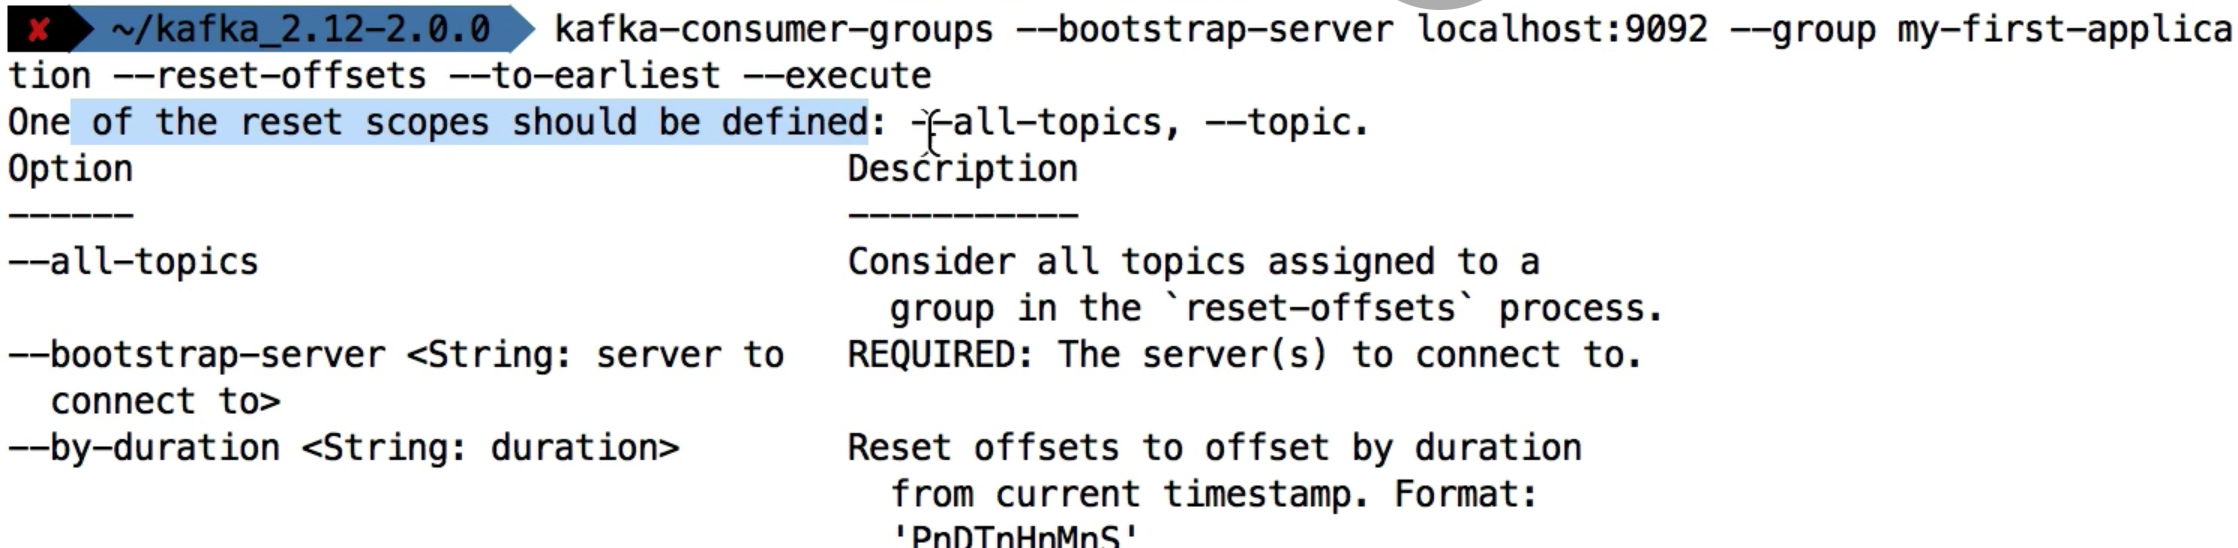 ✘ ~/kafka_2.12-2.0.0 kafka-consumer-groups --bootstrap-server localhost:9092 --group my-first-applica
tion --reset-offsets --to-earliest --execute
One of the reset scopes should be defined: --all-topics, --topic.
Option Description
------ -----------
--all-topics Consider all topics assigned to a
group in the `reset-offsets` process.
--bootstrap-server <String: server to REQUIRED: The server(s) to connect to.
connect to>
--by-duration <String: duration> Reset offsets to offset by duration
from current timestamp. Format:
'PnDTnHnMnS'